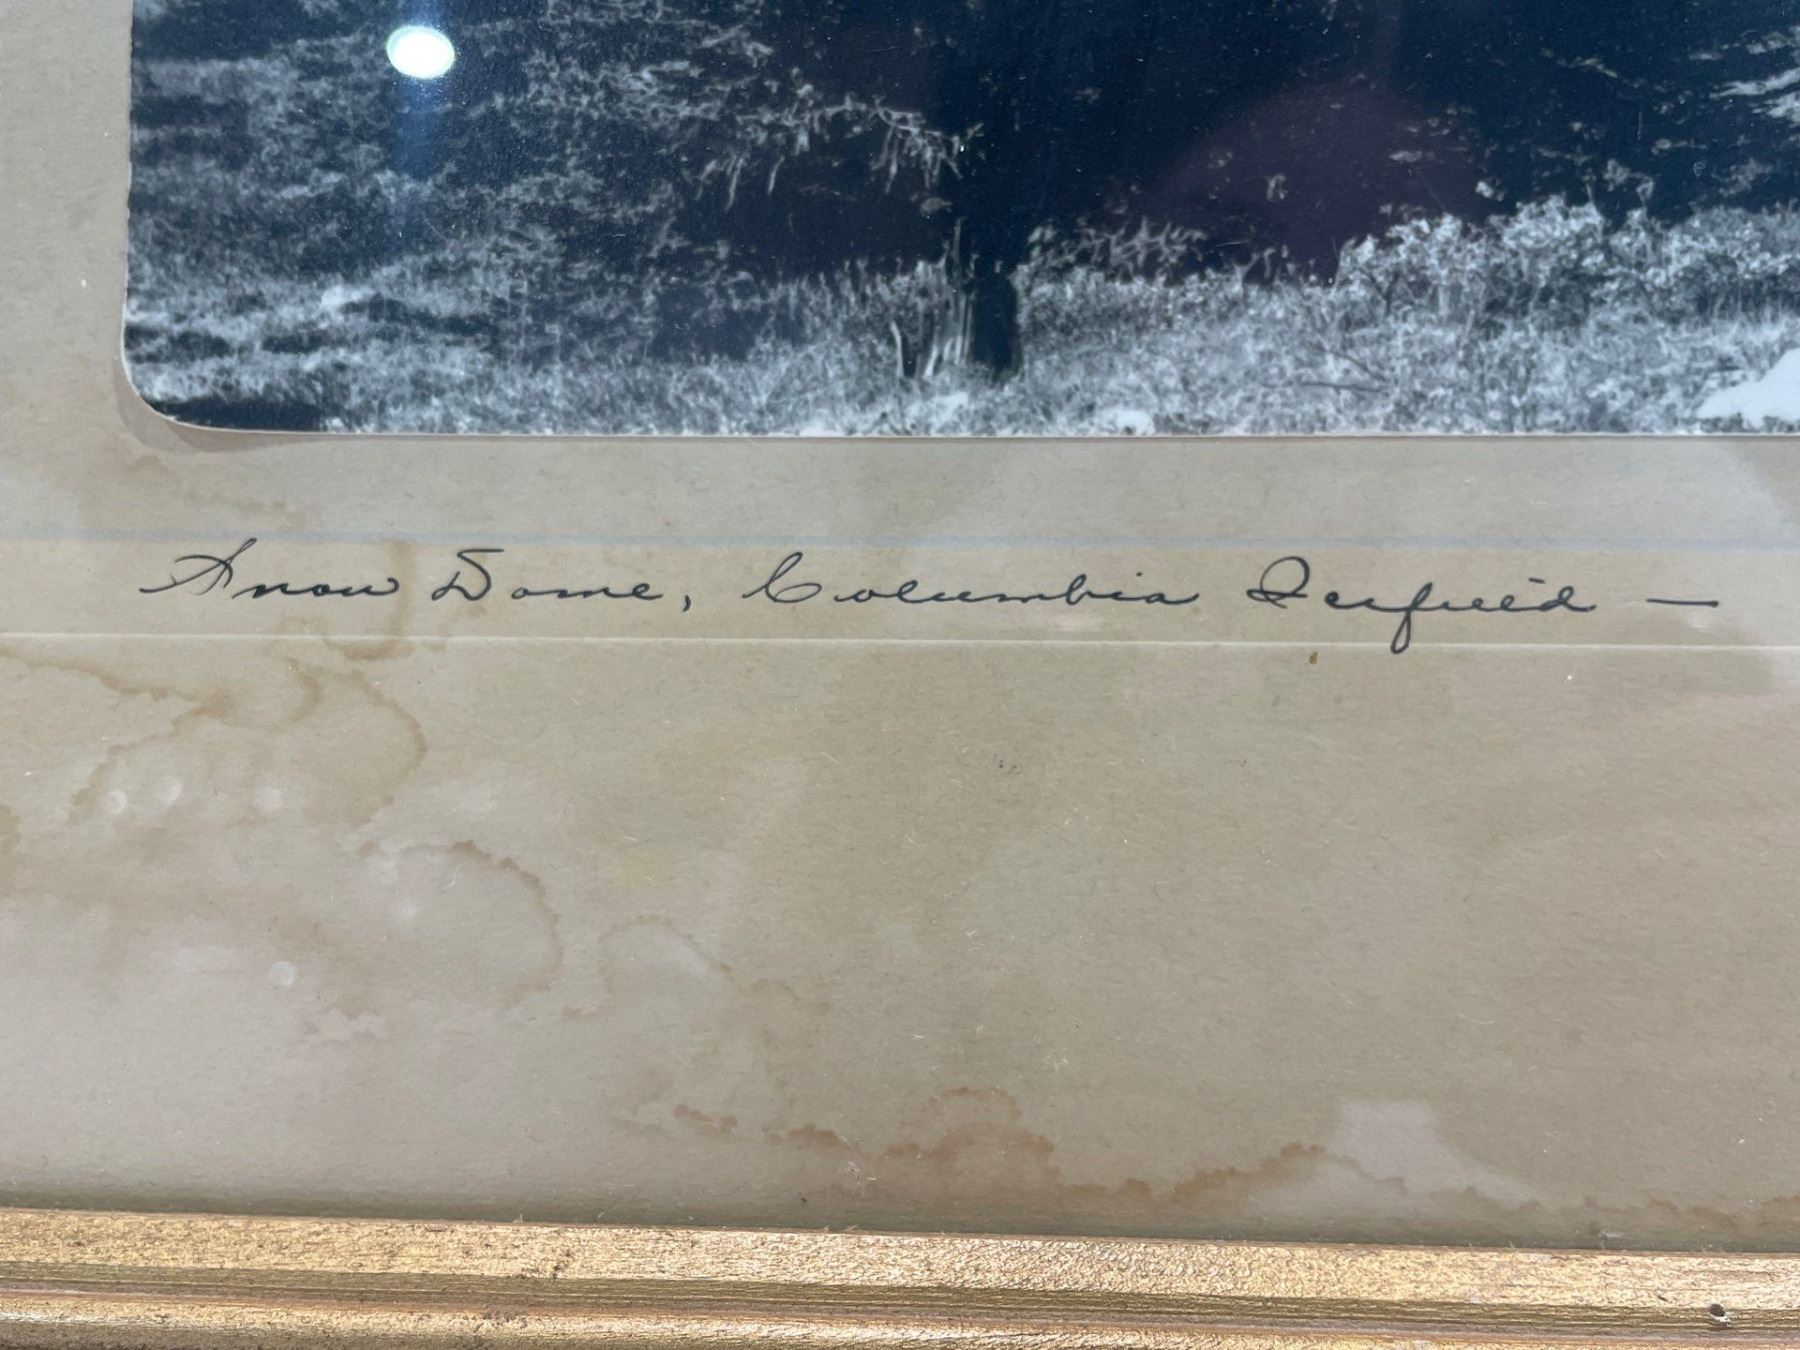 Snow Dome, Columbia Icefield —